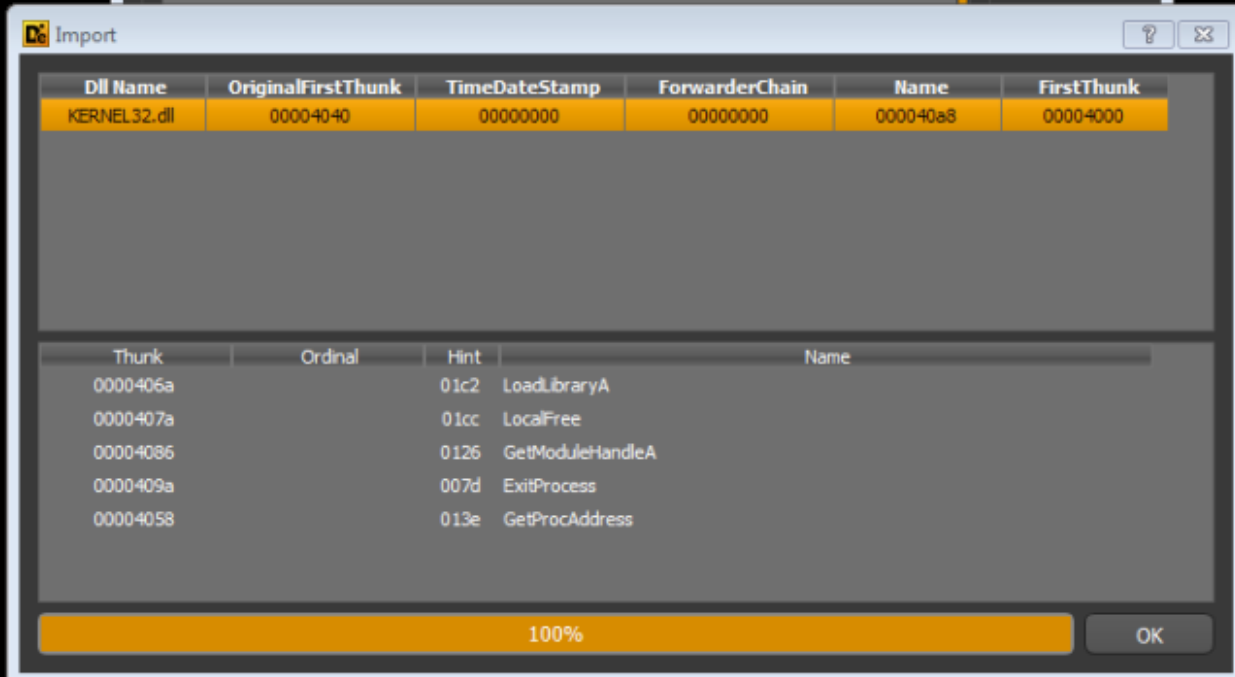 Import
Dll Name OriginalFirstThunk TimeDateStamp ForwarderChain Name FirstThunk
KERNEL32.dll 00004040 00000000 00000000 000040a8 00004000
Thunk Ordinal Hint Name
0000406a 01c2 LoadLibraryA
0000407a 01cc LocalFree
00004086 0126 GetModuleHandleA
0000409a 007d ExitProcess
00004058 013e GetProcAddress
100% OK